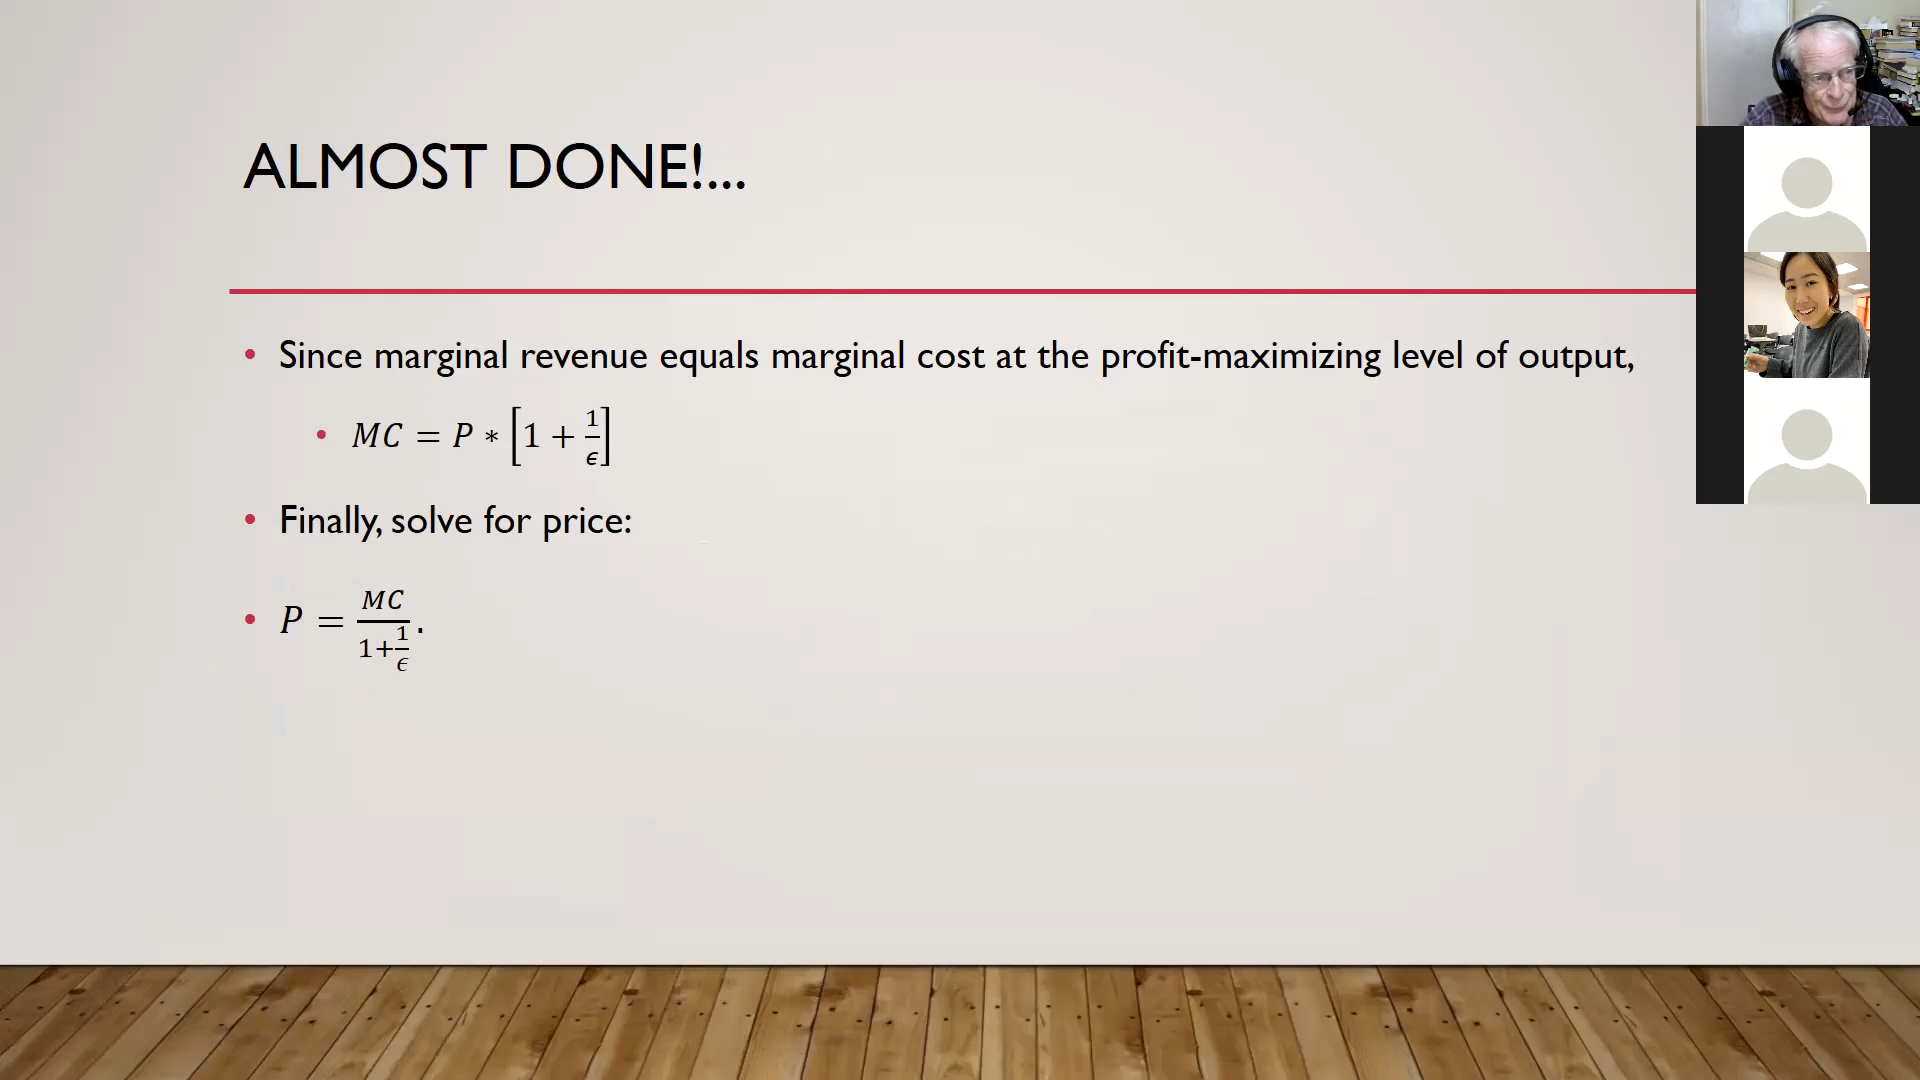 ALMOST DONE!...
• Since marginal revenue equals marginal cost at the profit-maximizing level of output,
• MC = P ∗ [1 + 1/ϵ]
• Finally, solve for price:
• P = MC/(1+1/ϵ).